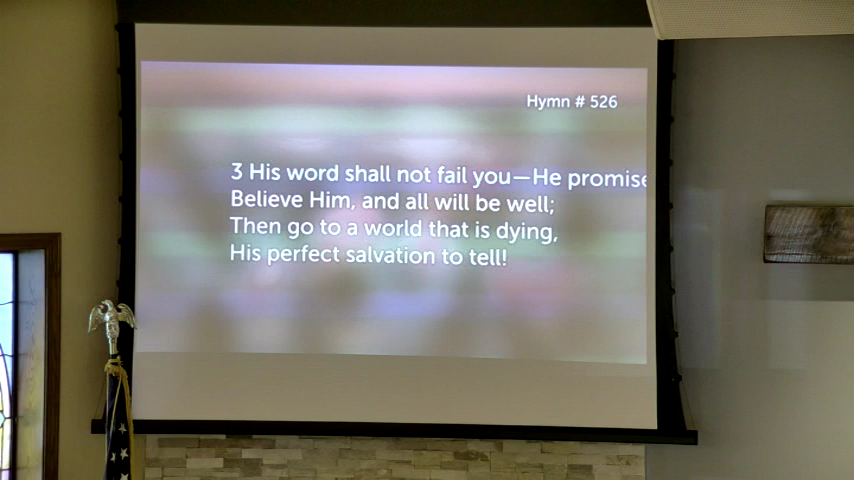 Hymn # 526
3 His word shall not fail you—He promise
Believe Him, and all will be well;
Then go to a world that is dying,
His perfect salvation to tell!